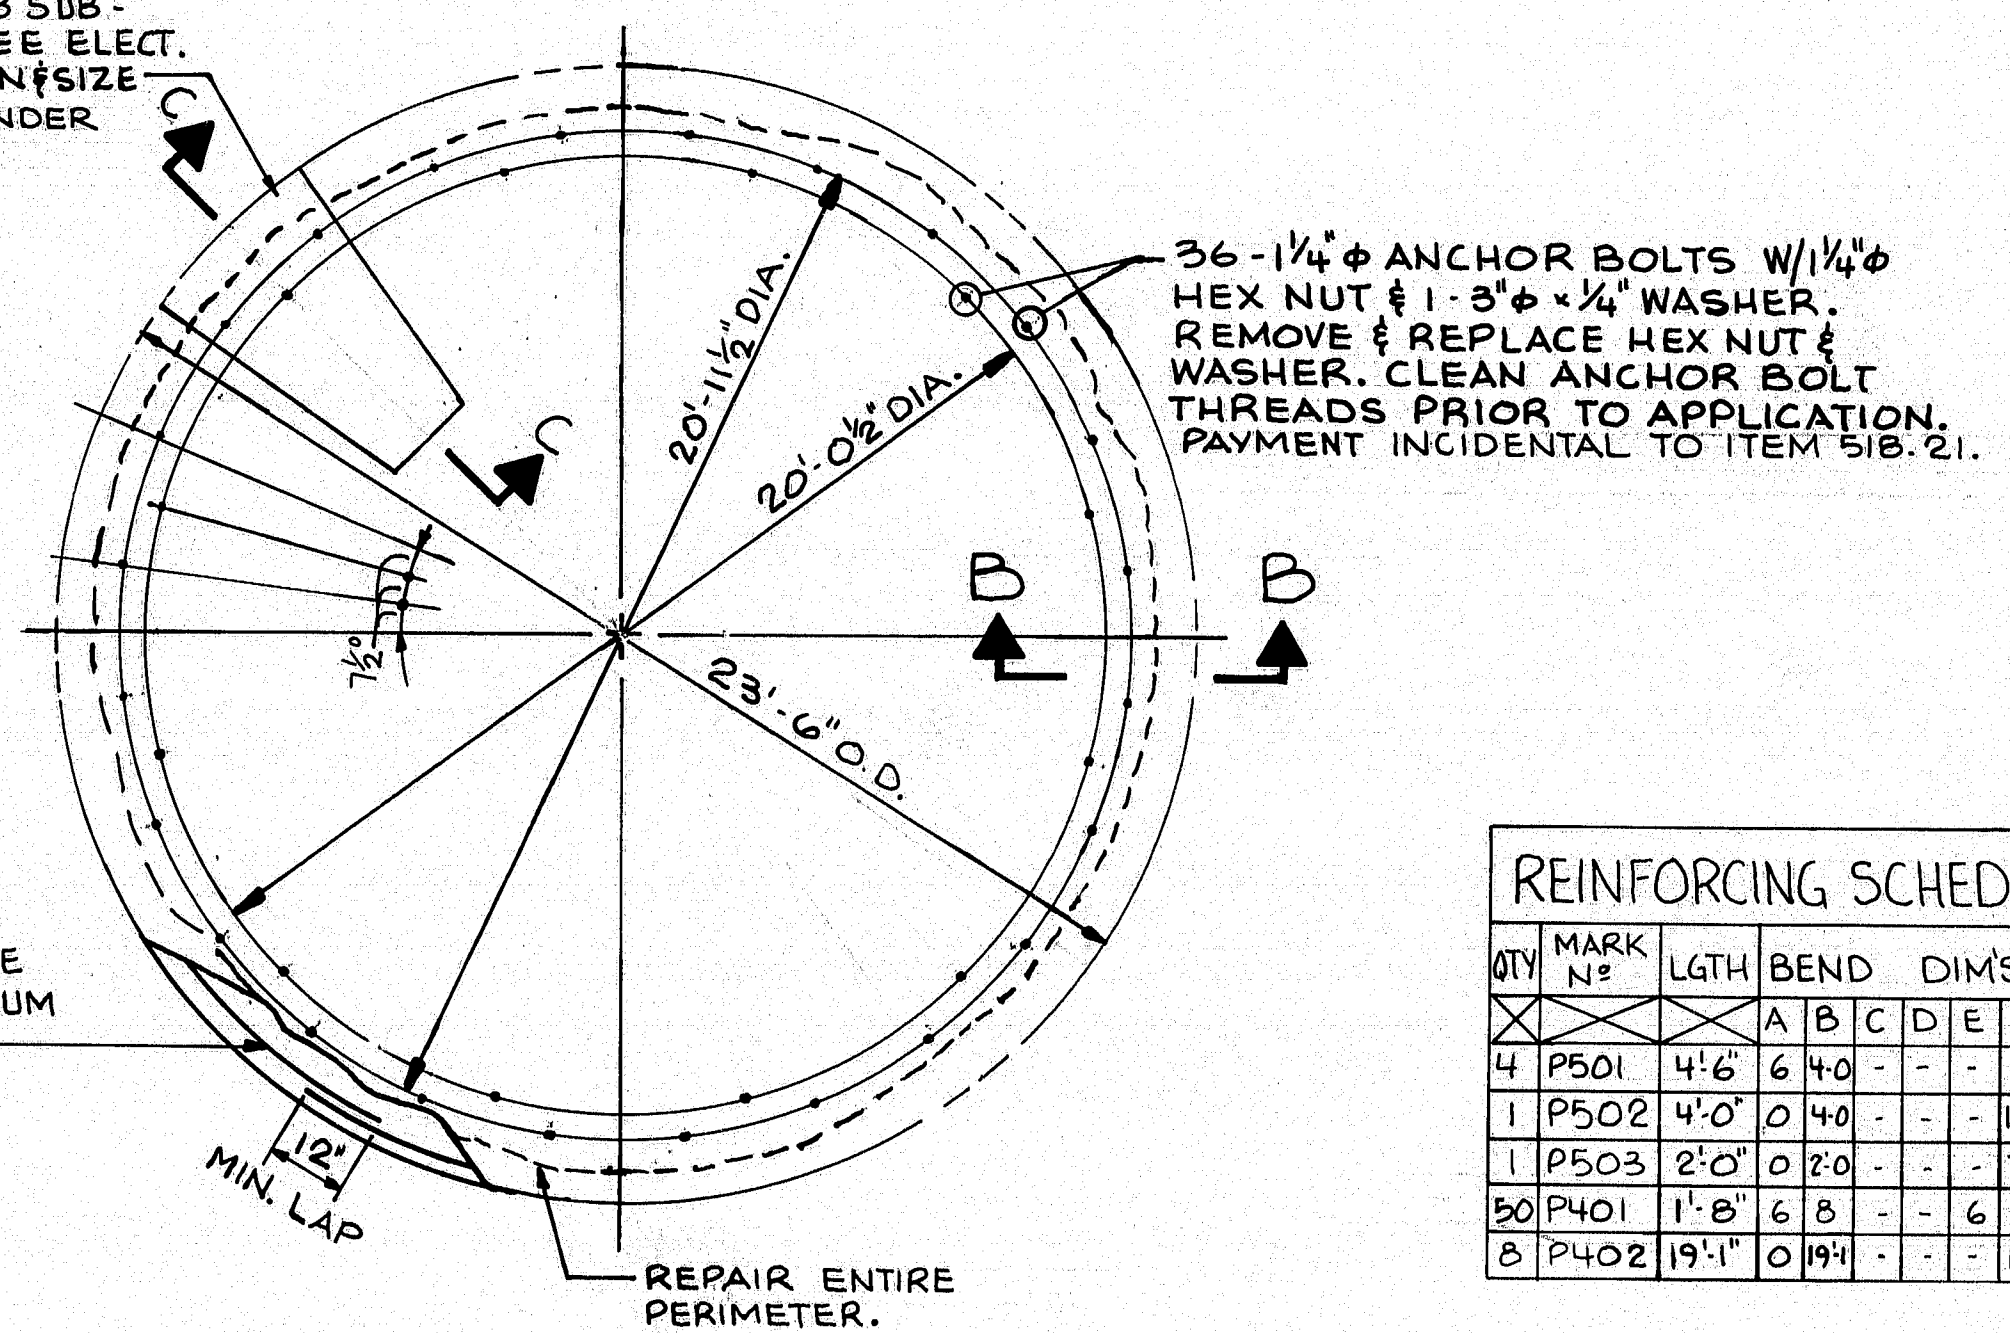 SUB-
ELECT.
& SIZE
C
20'-11½" DIA.
20'-0½" DIA.
36 - 1¼" ϕ ANCHOR BOLTS W/1¼" ϕ
HEX NUT & 1 - 3" ϕ x ¼" WASHER.
REMOVE & REPLACE HEX NUT &
WASHER. CLEAN ANCHOR BOLT
THREADS PRIOR TO APPLICATION.
PAYMENT INCIDENTAL TO ITEM 518.21.
C
7½°
B B
23'-6" O.D.
REINFORCING SCHED
QTY MARK Nº LGTH BEND DIM'S
A B C D E
4 P501 4'-6" 6 4-0 - - -
1 P502 4'-0" 0 4-0 - - -
1 P503 2'-0" 0 2'-0 - - -
50 P401 1'-8" 6 8 - - 6
8 P402 19'-1" 0 19'-1 - - -
12"
MIN. LAP
REPAIR ENTIRE
PERIMETER.